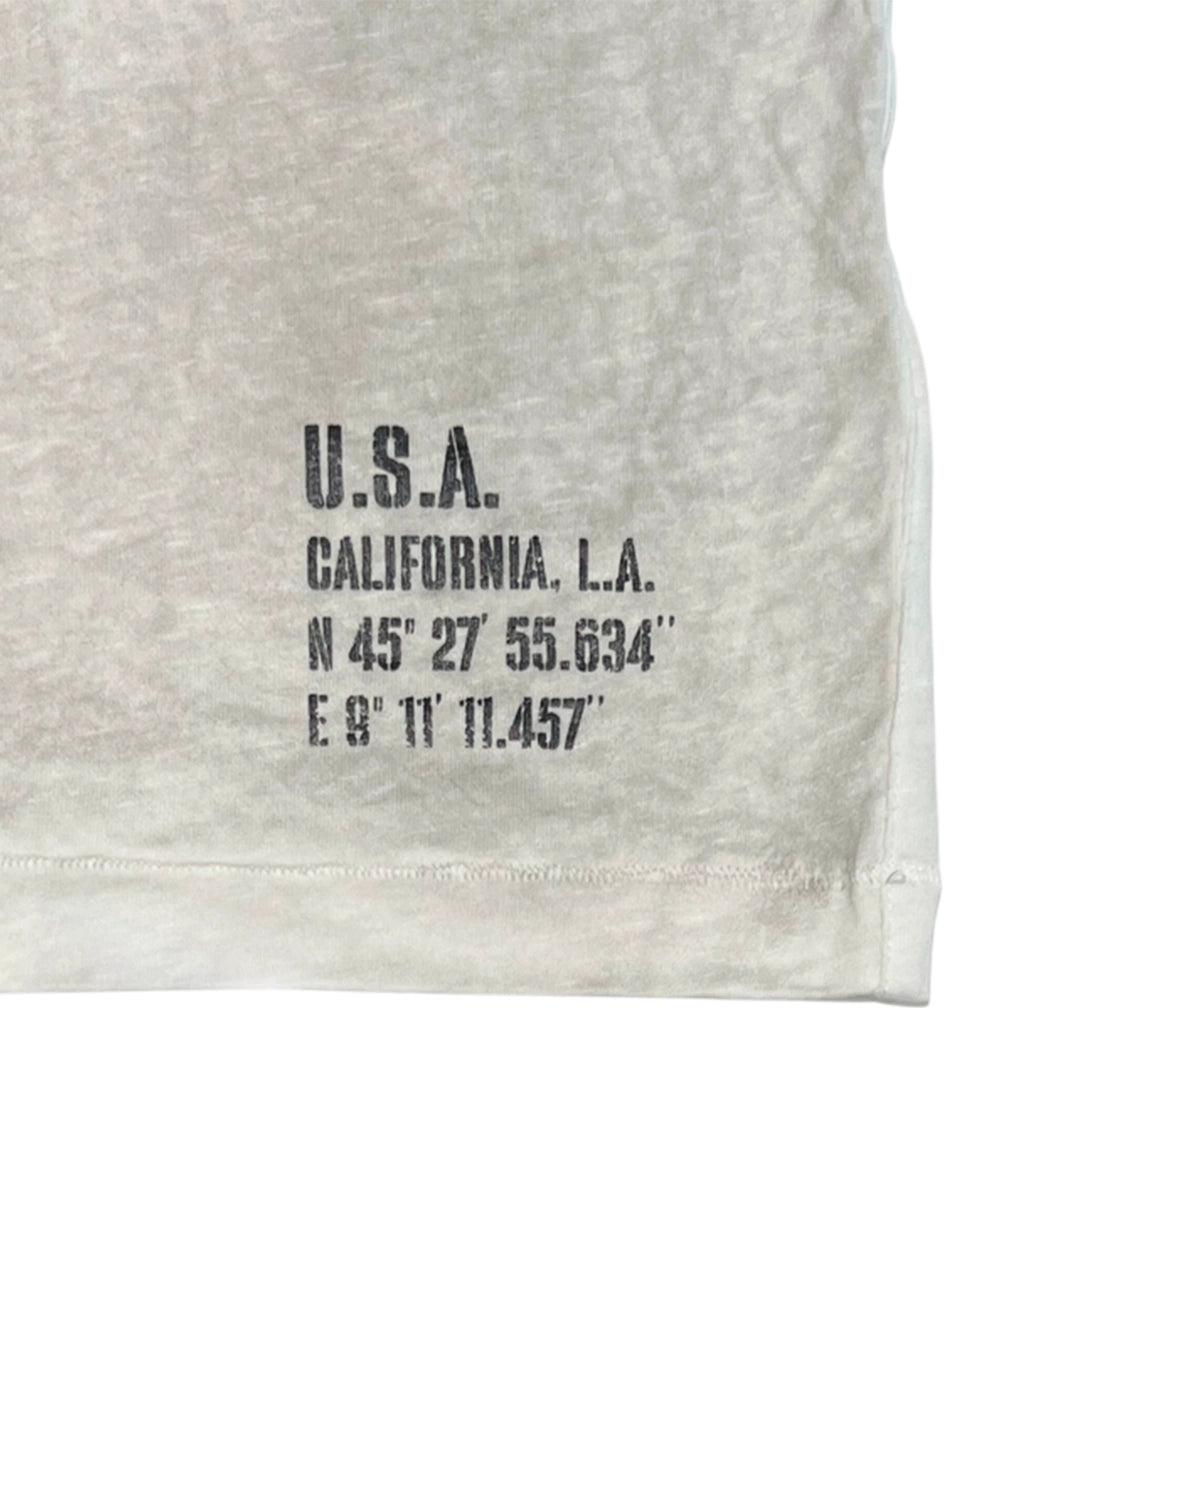 U.S.A.
CALIFORNIA, L.A.
N 45" 27' 55.634''
E 9" 11' 11.457''